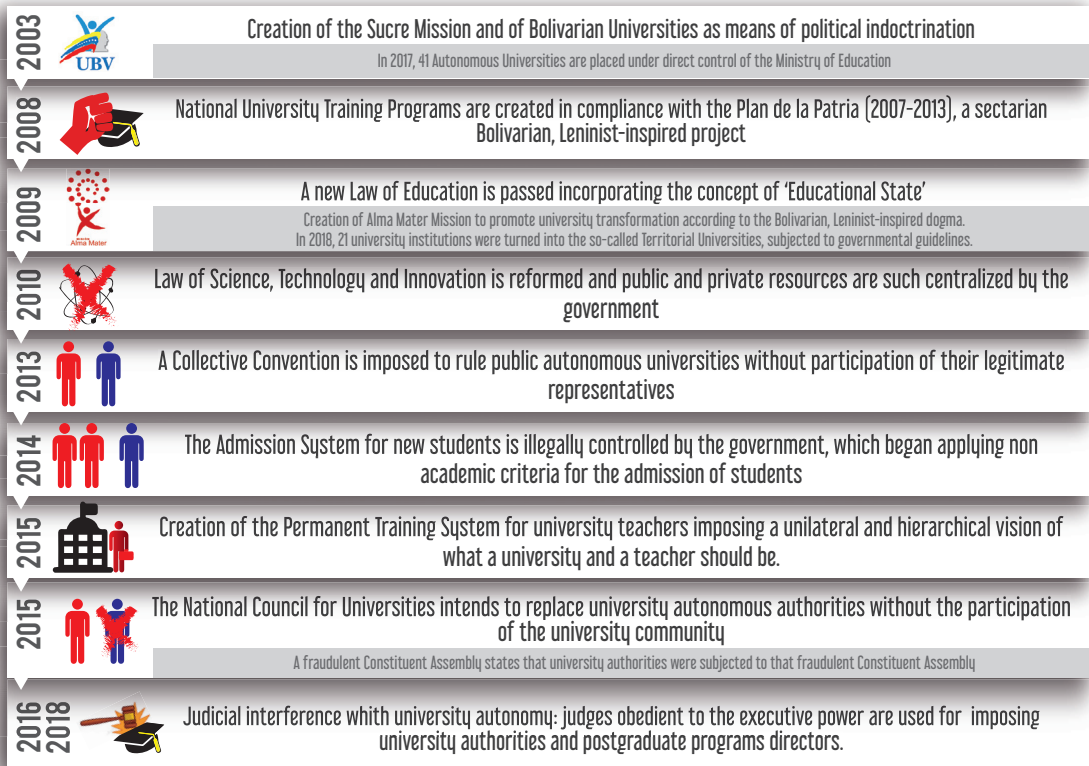 2003
UBV
Creation of the Sucre Mission and of Bolivarian Universities as means of political indoctrination
In 2017, 41 Autonomous Universities are placed under direct control of the Ministry of Education
2008
National University Training Programs are created in compliance with the Plan de la Patria (2007-2013), a sectarian
Bolivarian, Leninist-inspired project
2009
Alma Mater
A new Law of Education is passed incorporating the concept of ‘Educational State’
Creation of Alma Mater Mission to promote university transformation according to the Bolivarian, Leninist-inspired dogma.
In 2018, 21 university institutions were turned into the so-called Territorial Universities, subjected to governmental guidelines.
2010
Law of Science, Technology and Innovation is reformed and public and private resources are such centralized by the
government
2013
A Collective Convention is imposed to rule public autonomous universities without participation of their legitimate
representatives
2014
The Admission System for new students is illegally controlled by the government, which began applying non
academic criteria for the admission of students
2015
Creation of the Permanent Training System for university teachers imposing a unilateral and hierarchical vision of
what a university and a teacher should be.
2015
The National Council for Universities intends to replace university autonomous authorities without the participation
of the university community
A fraudulent Constituent Assembly states that university authorities were subjected to that fraudulent Constituent Assembly
2016
2018
Judicial interference whith university autonomy: judges obedient to the executive power are used for imposing
university authorities and postgraduate programs directors.